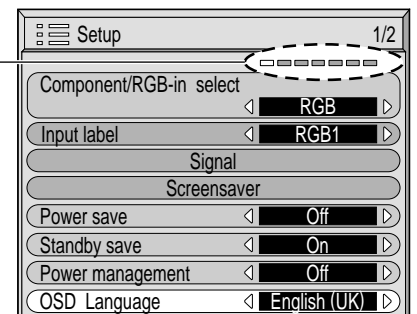 Setup 1/2
Component/RGB-in select
RGB
Input label RGB1
Signal
Screensaver
Power save Off
Standby save On
Power management Off
OSD Language English (UK)